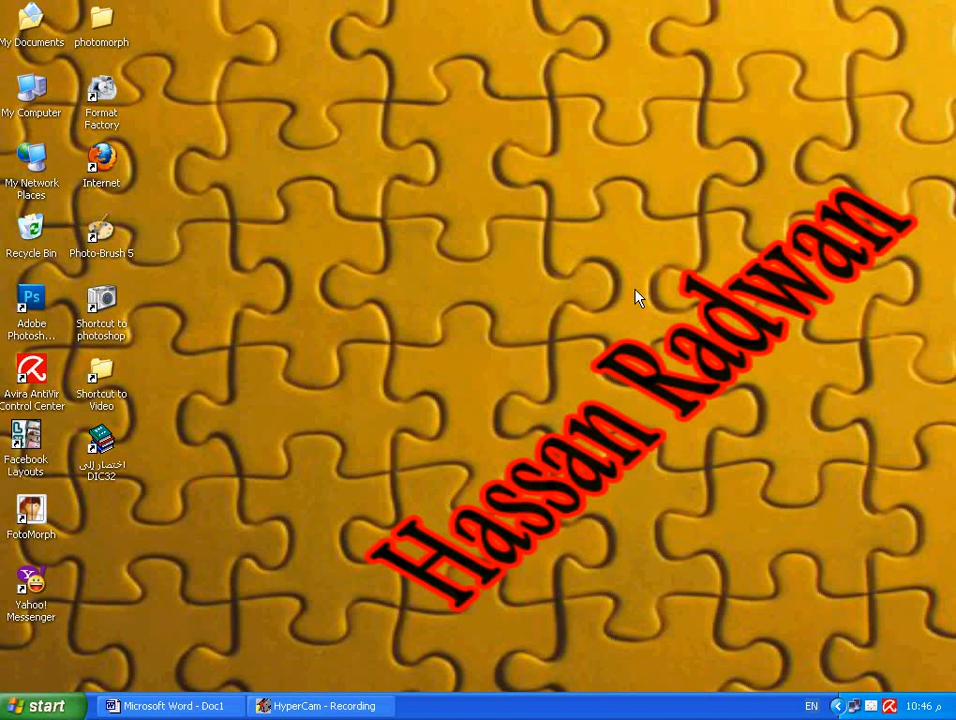 My Documents
photomorph
My Computer
Format
Factory
My Network
Places
Internet
Recycle Bin
Photo-Brush 5
Ps
Adobe
Photosh...
Shortcut to
photoshop
Avira AntiVir
Control Center
Shortcut to
Video
Facebook
Layouts
اختصار إلى
DIC32
FotoMorph
Yahoo!
Messenger
Hassan Radwan
start
Microsoft Word - Doc1
HyperCam - Recording
EN
10:46 م